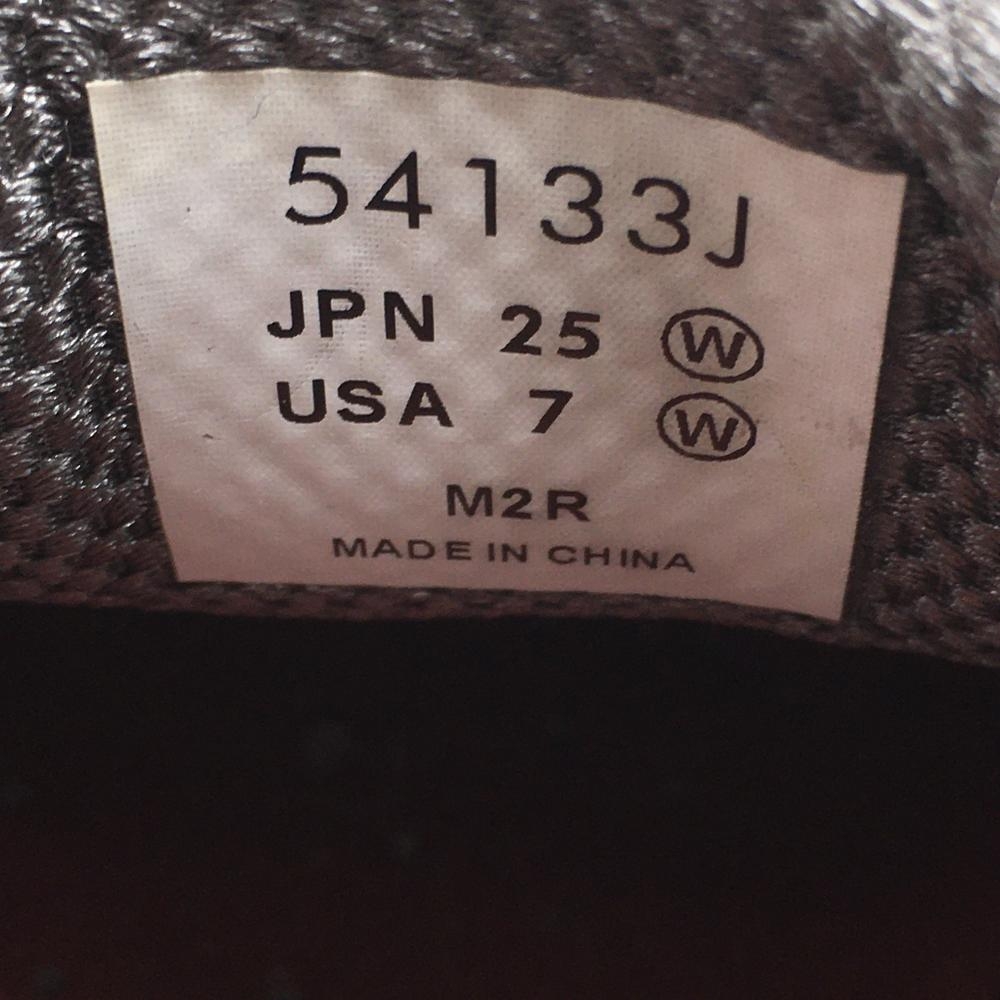 54133J
JPN 25 Ⓦ
USA 7 Ⓦ
M2R
MADE IN CHINA